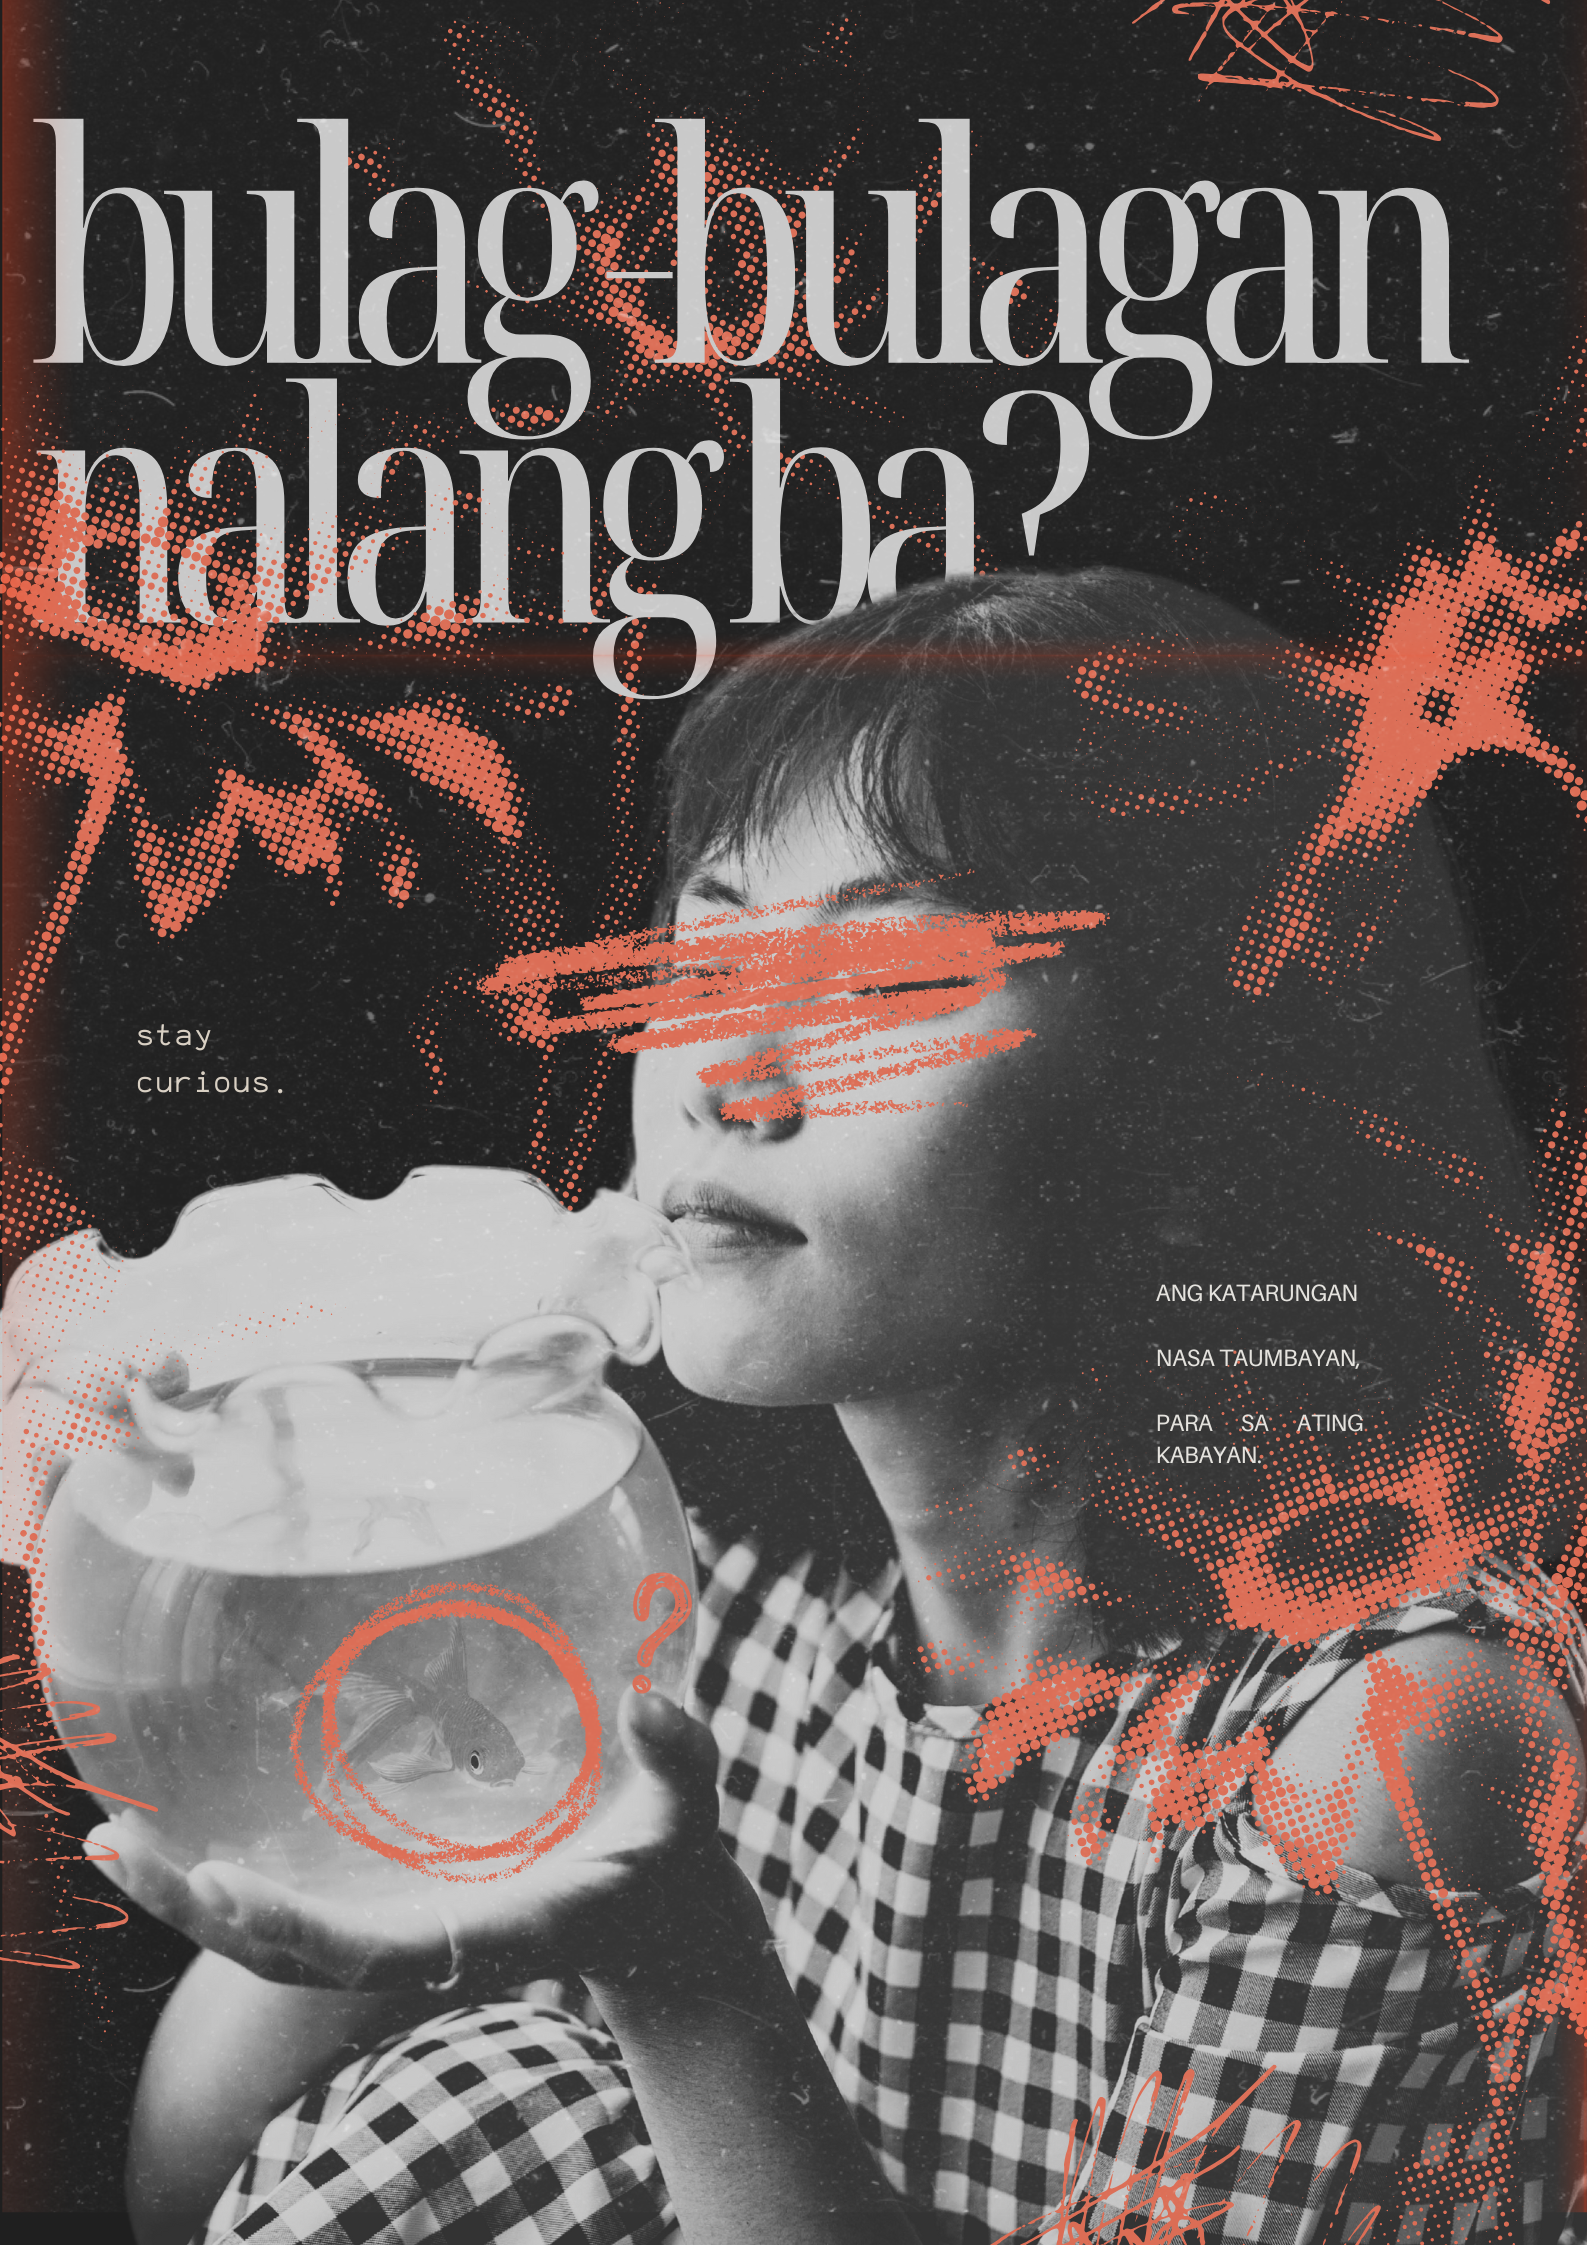 bulag-bulagan
nalang ba?
stay
curious.
ANG KATARUNGAN
NASA TAUMBAYAN,
PARA SA ATING
KABAYAN.
?